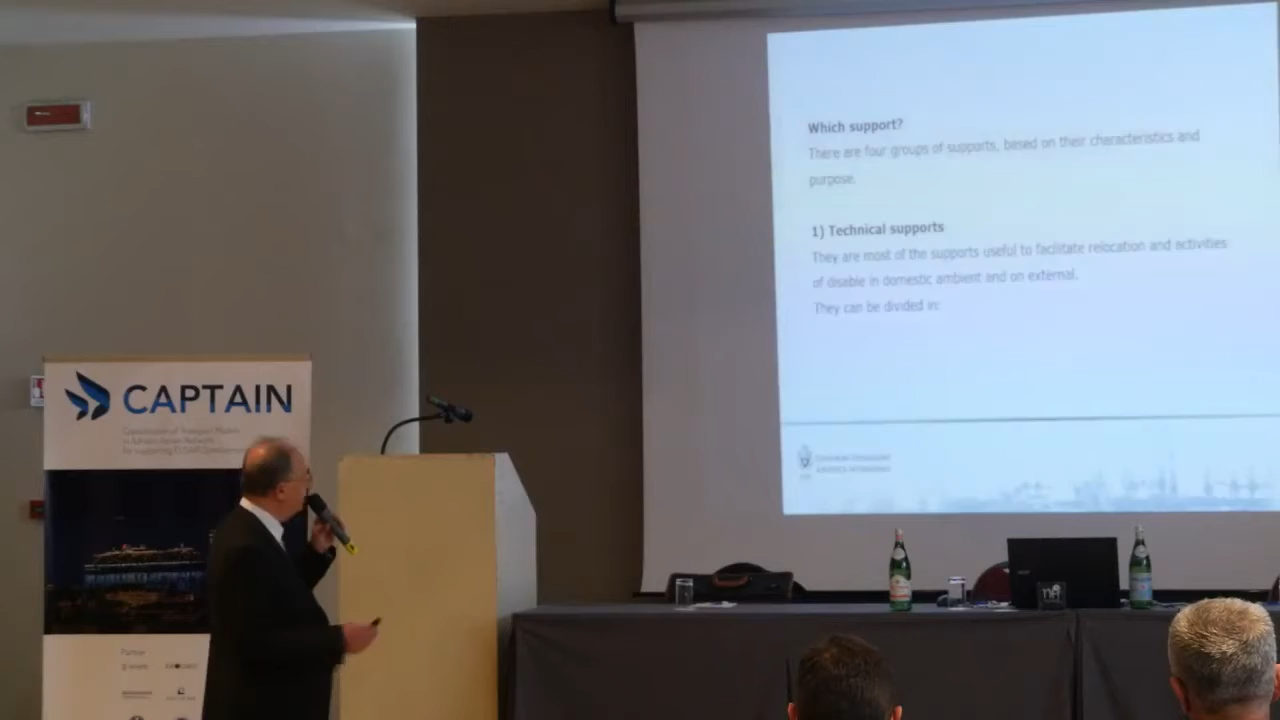 Which support?
There are four groups of supports, based on their characteristics and
purpose.
1) Technical supports
They are most of the supports useful to facilitate relocation and activities
of disable in domestic ambient and on external.
They can be divided in:
CAPTAIN
Partner